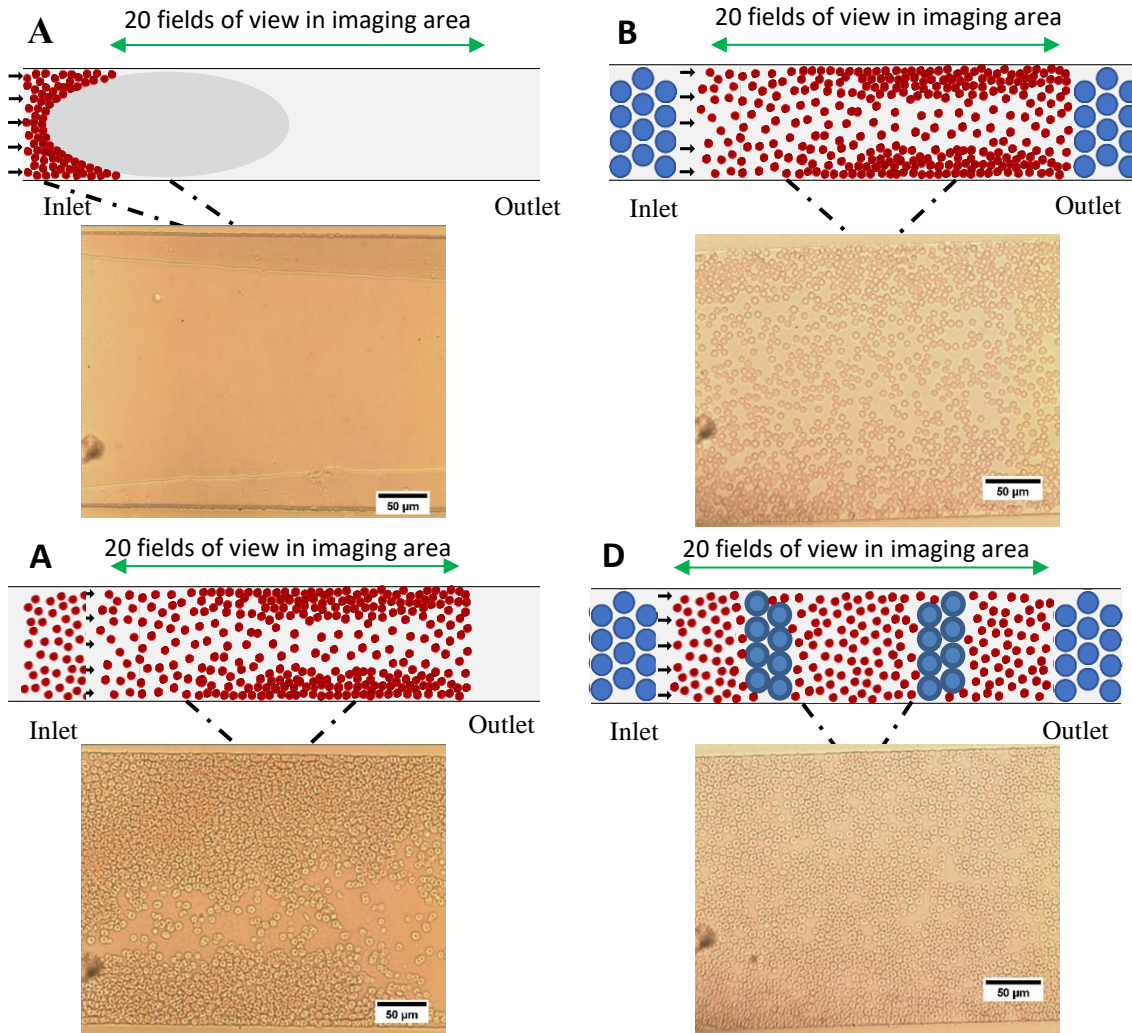 20 fields of view in imaging area
A
Inlet
Outlet
50 µm
20 fields of view in imaging area
B
Inlet
Outlet
50 µm
20 fields of view in imaging area
A
Inlet
Outlet
50 µm
20 fields of view in imaging area
D
Inlet
Outlet
50 µm